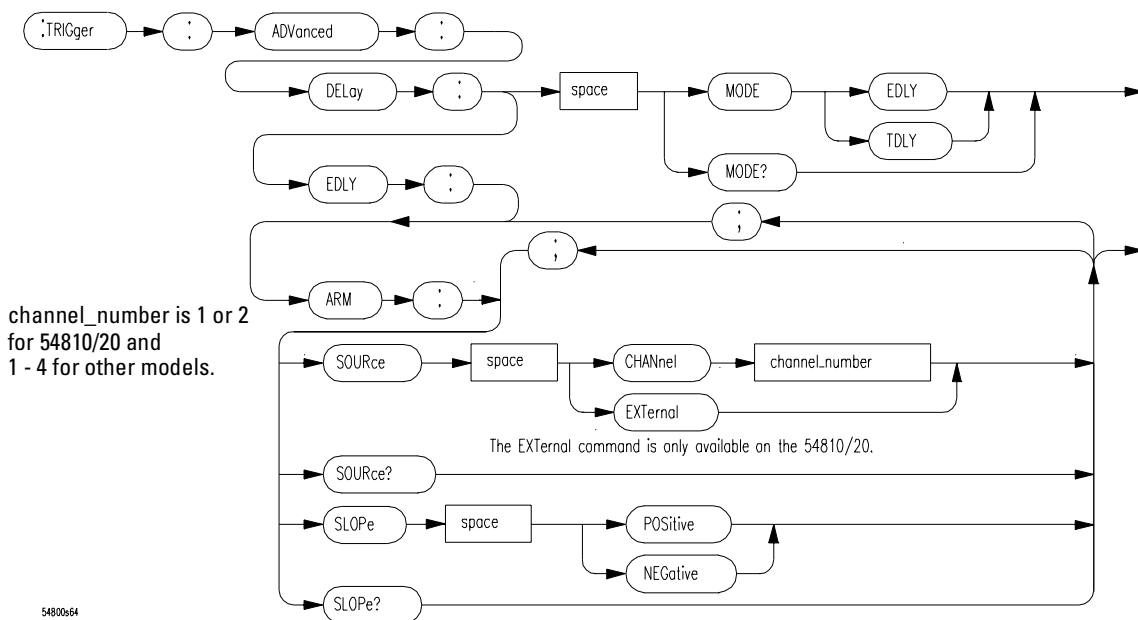 :TRIGger : ADVanced :
DELay : space MODE EDLY
TDLY
MODE?
EDLY :
;
;
ARM :
channel_number is 1 or 2
for 54810/20 and
1 - 4 for other models.
SOURce space CHANnel channel_number
EXTernal
The EXTernal command is only available on the 54810/20.
SOURce?
SLOPe space POSitive
NEGative
SLOPe?
54800s64